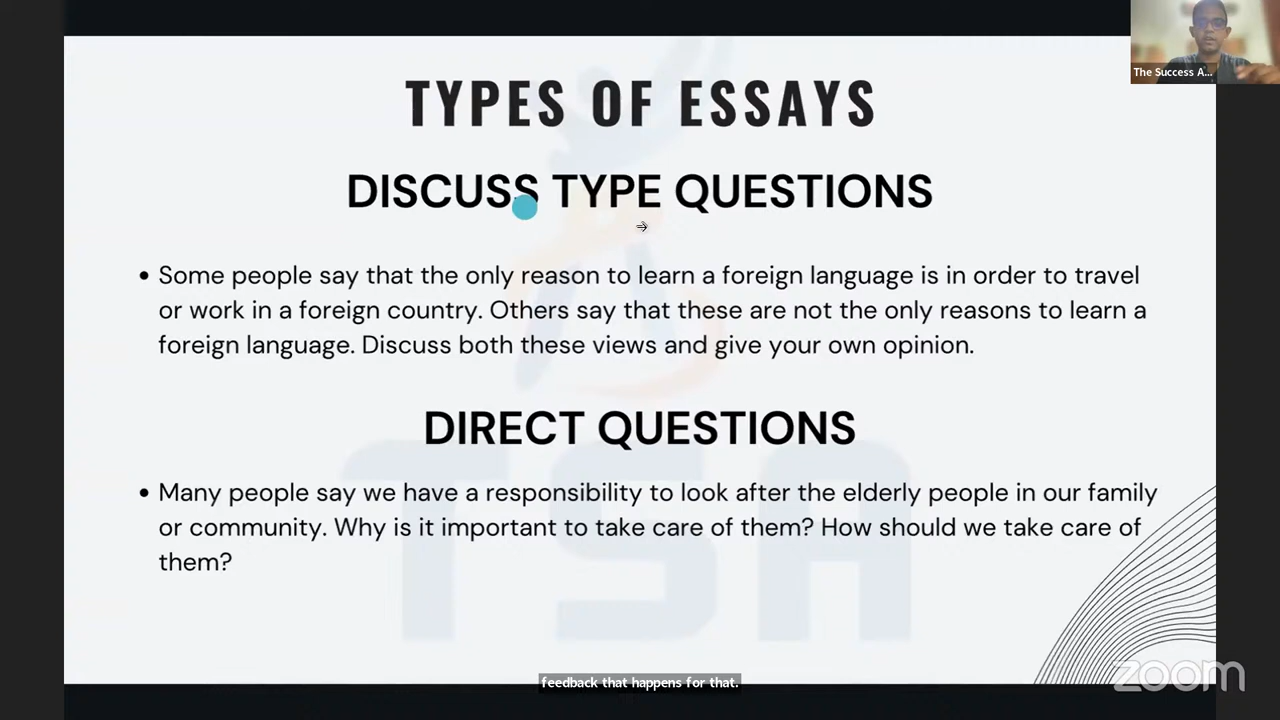 The Success A...
TYPES OF ESSAYS
DISCUSS TYPE QUESTIONS
• Some people say that the only reason to learn a foreign language is in order to travel
or work in a foreign country. Others say that these are not the only reasons to learn a
foreign language. Discuss both these views and give your own opinion.
DIRECT QUESTIONS
• Many people say we have a responsibility to look after the elderly people in our family
or community. Why is it important to take care of them? How should we take care of
them?
TSA
zoom
feedback that happens for that.